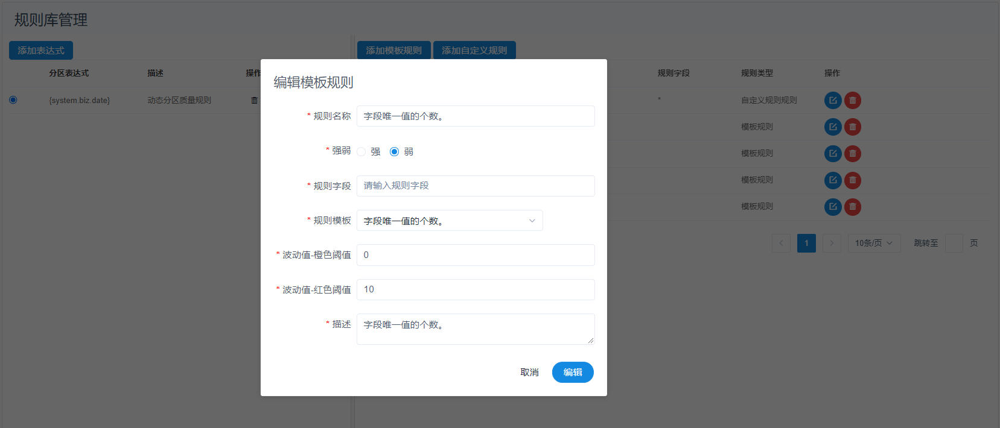 规则库管理
添加表达式
添加模板规则 添加自定义规则
分区表达式 描述 操作
规则字段 规则类型 操作
{system.biz.date} 动态分区质量规则
* 自定义规则规则
模板规则
模板规则
模板规则
模板规则
1 10条/页 跳转至 页
编辑模板规则
* 规则名称 字段唯一值的个数。
* 强弱 强 弱
* 规则字段 请输入规则字段
* 规则模板 字段唯一值的个数。
* 波动值-橙色阈值 0
* 波动值-红色阈值 10
* 描述 字段唯一值的个数。
取消 编辑